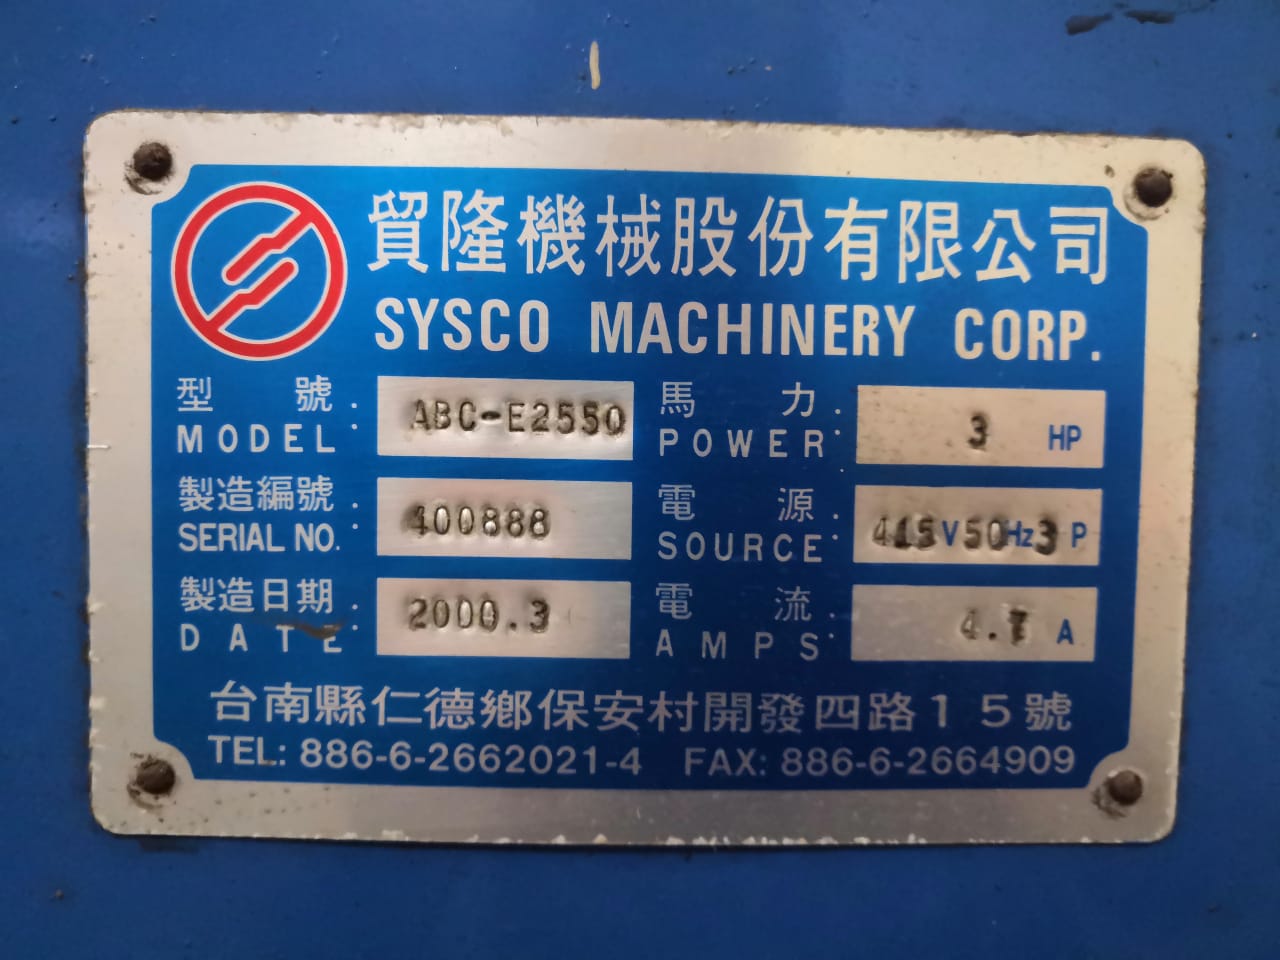 貿隆機械股份有限公司
SYSCO MACHINERY CORP.
型號: ABC-E2550 馬力: 3 HP
MODEL POWER
製造編號: 400888 電源: 415V50Hz3P
SERIAL NO. SOURCE
製造日期: 2000.3 電流: 4.7 A
DATE AMPS
台南縣仁德鄉保安村開發四路15號
TEL: 886-6-2662021-4 FAX: 886-6-2664909